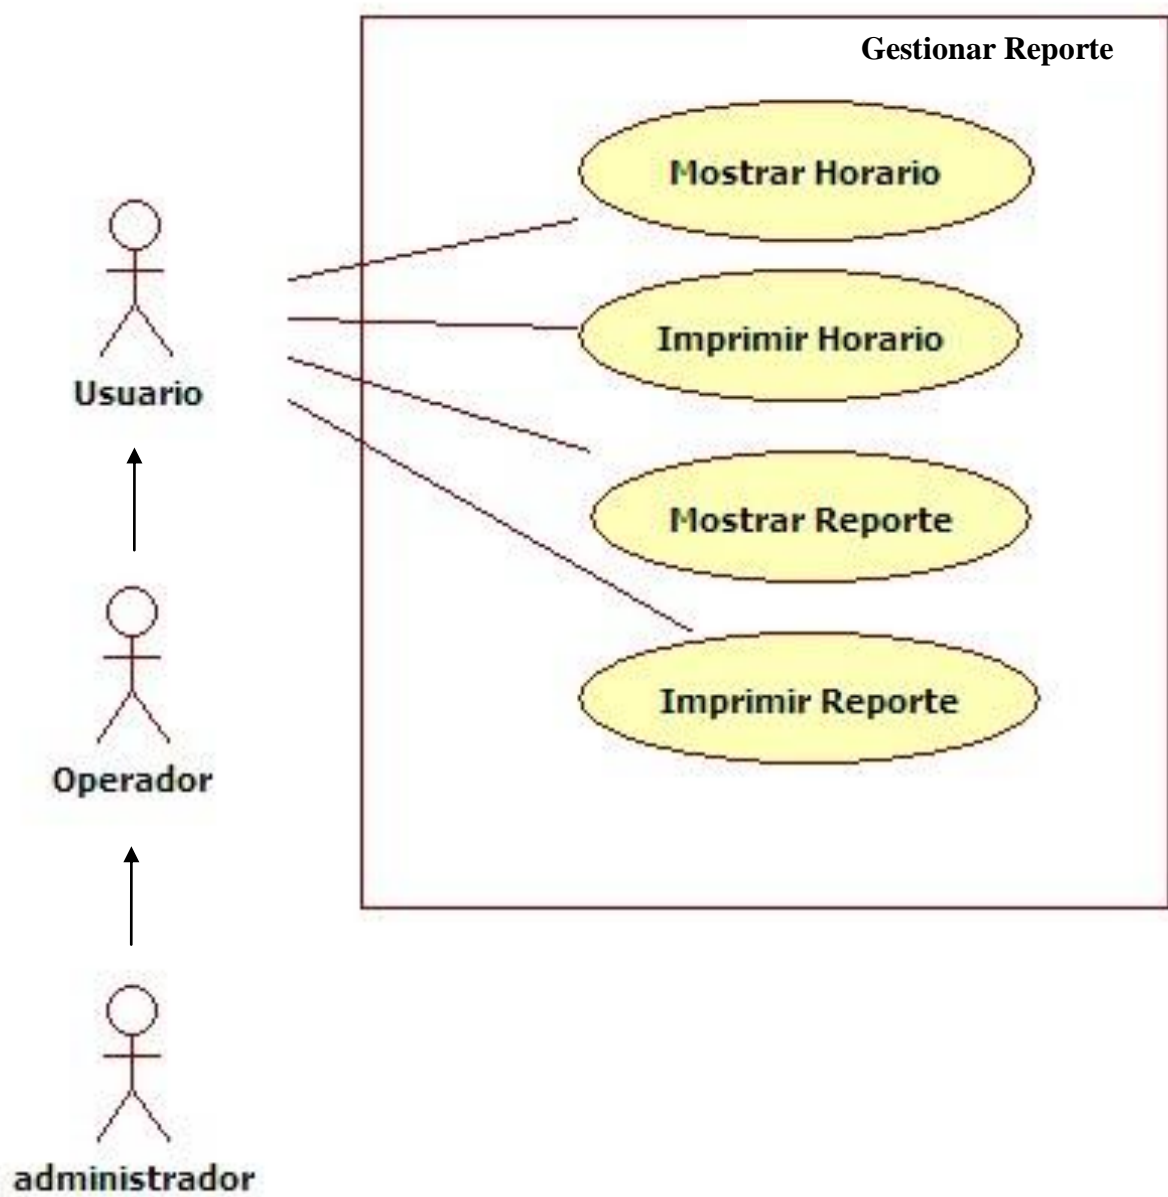 Gestionar Reporte
Mostrar Horario
Imprimir Horario
Usuario
Mostrar Reporte
Imprimir Reporte
Operador
administrador